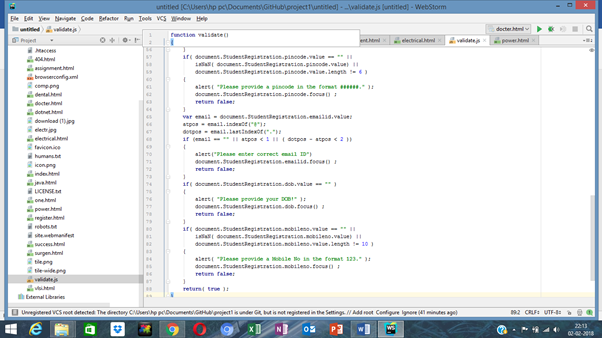 untitled [C:\Users\hp pc\Documents\GitHub\project1\untitled] - ...\validate.js [untitled] - WebStorm
File Edit View Navigate Code Refactor Run Tools VCS Window Help
untitled validate.js docter.html
Project
function validate()
{
ent.html electrical.html validate.js power.html
.htaccess
404.html
assignment.html
browserconfig.xml
comp.png
dental.html
docter.html
dotnet.html
download (1).jpg
electr.jpg
electrical.html
favicon.ico
humans.txt
icon.png
index.html
java.html
LICENSE.txt
one.html
power.html
register.html
robots.txt
site.webmanifest
success.html
surgen.html
tile.png
tile-wide.png
validate.js
vlsi.html
External Libraries
}
if( document.StudentRegistration.pincode.value == "" ||
isNaN( document.StudentRegistration.pincode.value) ||
document.StudentRegistration.pincode.value.length != 6 )
{
alert( "Please provide a pincode in the format ######." );
document.StudentRegistration.pincode.focus() ;
return false;
}
var email = document.StudentRegistration.emailid.value;
atpos = email.indexOf("@");
dotpos = email.lastIndexOf(".");
if (email == "" || atpos < 1 || ( dotpos - atpos < 2 ))
{
alert("Please enter correct email ID")
document.StudentRegistration.emailid.focus() ;
return false;
}
if( document.StudentRegistration.dob.value == "" )
{
alert( "Please provide your DOB!" );
document.StudentRegistration.dob.focus() ;
return false;
}
if( document.StudentRegistration.mobileno.value == "" ||
isNaN( document.StudentRegistration.mobileno.value) ||
document.StudentRegistration.mobileno.value.length != 10 )
{
alert( "Please provide a Mobile No in the format 123." );
document.StudentRegistration.mobileno.focus() ;
return false;
}
return( true );
}
Unregistered VCS root detected: The directory C:\Users\hp pc\Documents\GitHub\project1 is under Git, but is not registered in the Settings. // Add root Configure Ignore (41 minutes ago) 89:2 CRLF UTF-8
22:13
02-02-2018